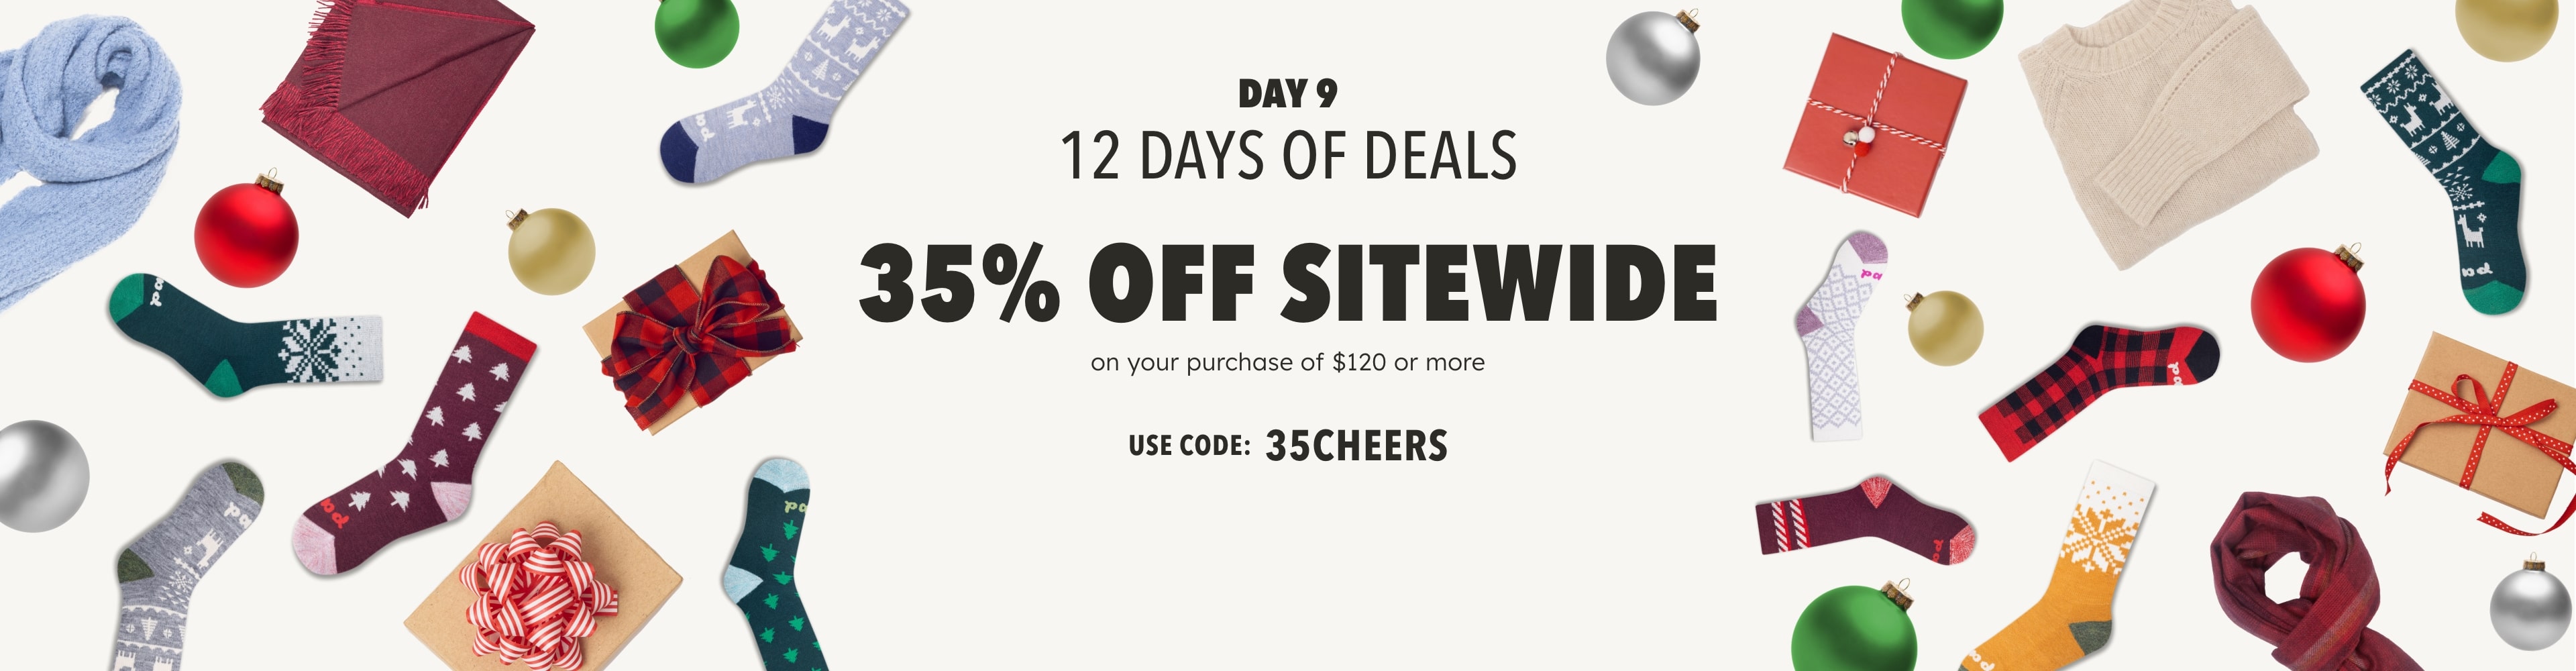 DAY 9
12 DAYS OF DEALS
35% OFF SITEWIDE
on your purchase of $120 or more
USE CODE: 35CHEERS